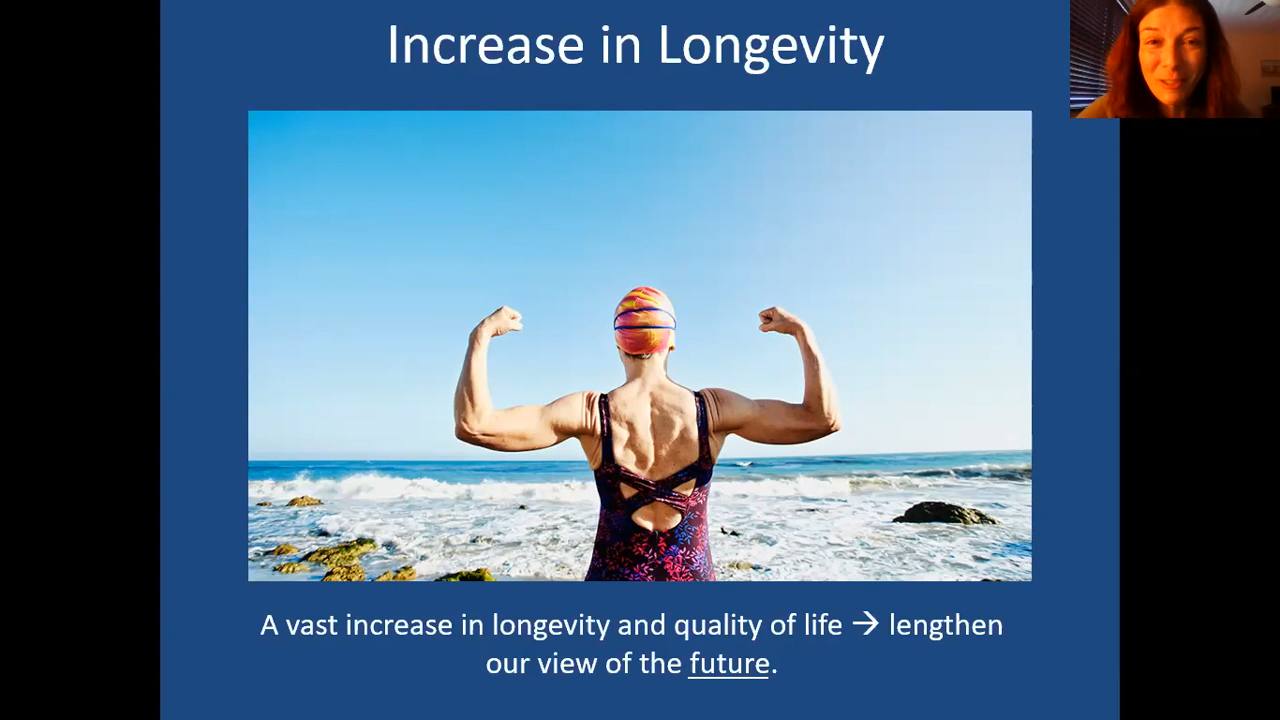 Increase in Longevity
A vast increase in longevity and quality of life → lengthen
our view of the future.